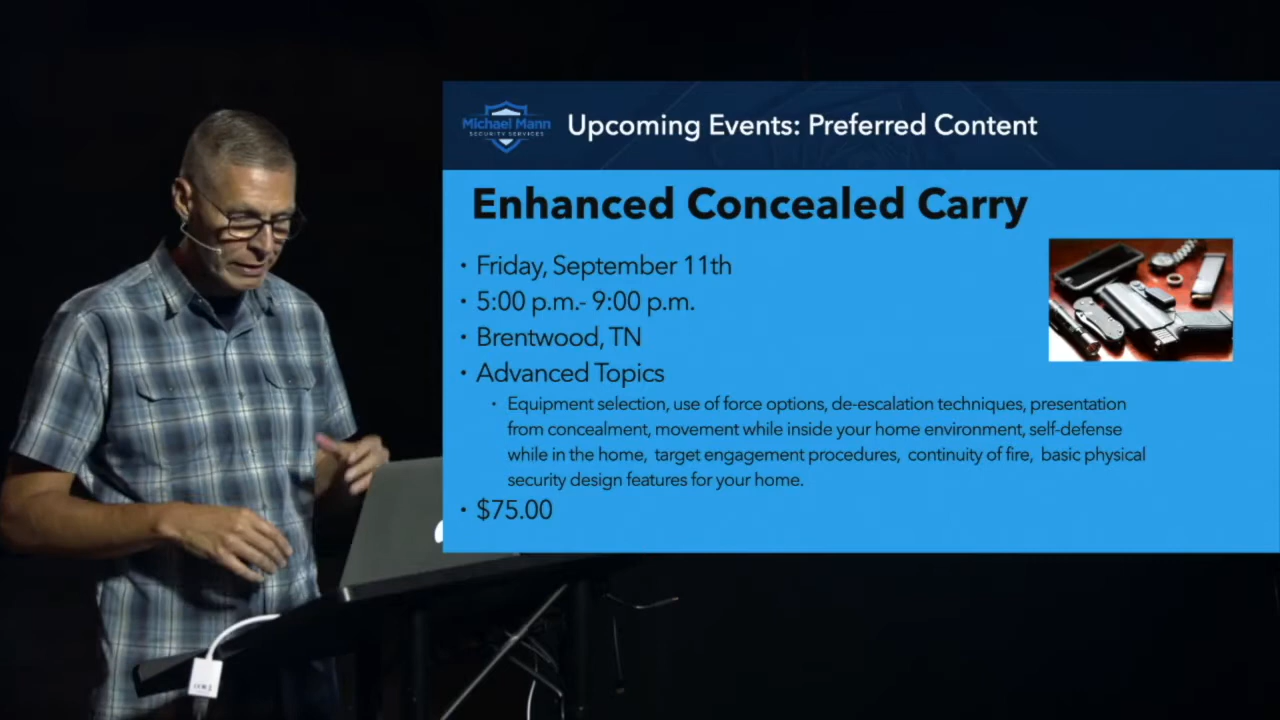 Michael Mann
SECURITY SERVICES
Upcoming Events: Preferred Content
Enhanced Concealed Carry
• Friday, September 11th
• 5:00 p.m.- 9:00 p.m.
• Brentwood, TN
• Advanced Topics
• Equipment selection, use of force options, de-escalation techniques, presentation
from concealment, movement while inside your home environment, self-defense
while in the home, target engagement procedures, continuity of fire, basic physical
security design features for your home.
• $75.00